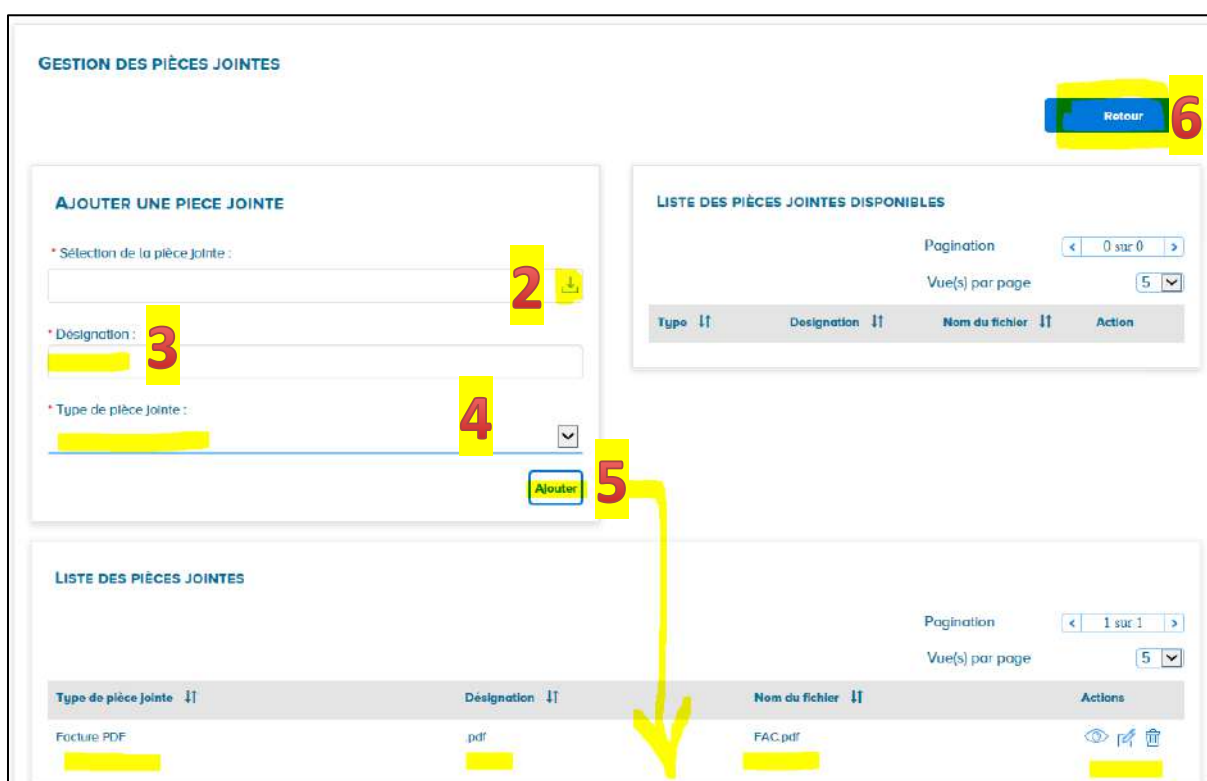 GESTION DES PIÈCES JOINTES
Retour 6
AJOUTER UNE PIECE JOINTE
* Sélection de la pièce jointe :
2
* Désignation :
3
* Type de pièce jointe :
4
Ajouter 5
LISTE DES PIÈCES JOINTES DISPONIBLES
Pagination < 0 sur 0 >
Vue(s) par page 5
Type Designation Nom du fichier Action
LISTE DES PIÈCES JOINTES
Pagination < 1 sur 1 >
Vue(s) par page 5
Type de pièce jointe Désignation Nom du fichier Actions
Facture PDF .pdf FAC.pdf